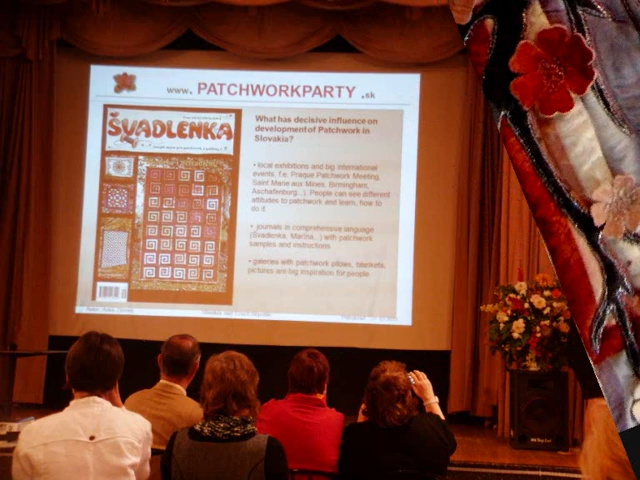 www. PATCHWORKPARTY .sk
ŠVADLENKA
What has decisive influence on
development of Patchwork in
Slovakia?
• local exhibitions and big international
events, f.e. Prague Patchwork Meeting,
Saint Marie aux Mines, Birmingham,
Aschafenburg...). People can see different
attitudes to patchwork and learn, how to
do it.
• journals in comprehensive language
(Švadlenka, Marina,..) with patchwork
samples and instructions.
• galeries with patchwork pillows, blankets,
pictures are big inspiration for people.